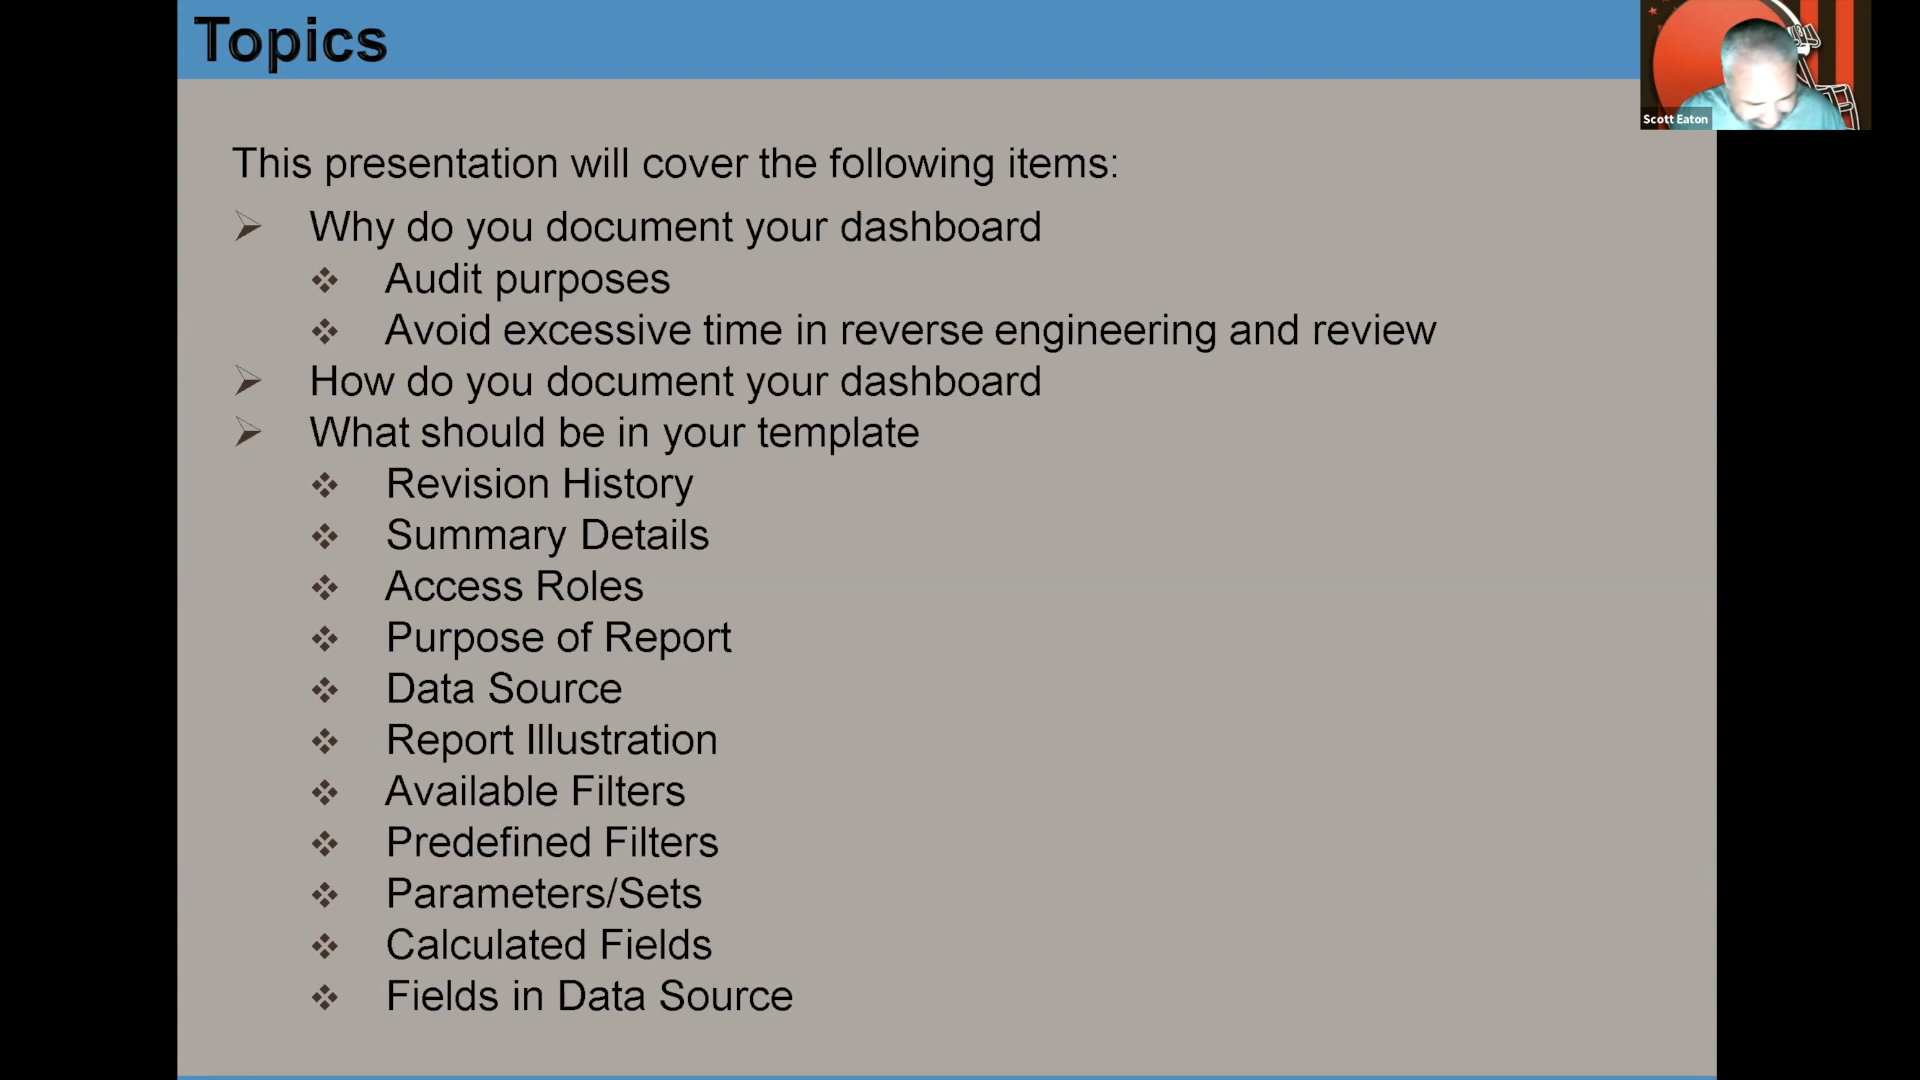 Topics
Scott Eaton
This presentation will cover the following items:
Why do you document your dashboard
Audit purposes
Avoid excessive time in reverse engineering and review
How do you document your dashboard
What should be in your template
Revision History
Summary Details
Access Roles
Purpose of Report
Data Source
Report Illustration
Available Filters
Predefined Filters
Parameters/Sets
Calculated Fields
Fields in Data Source